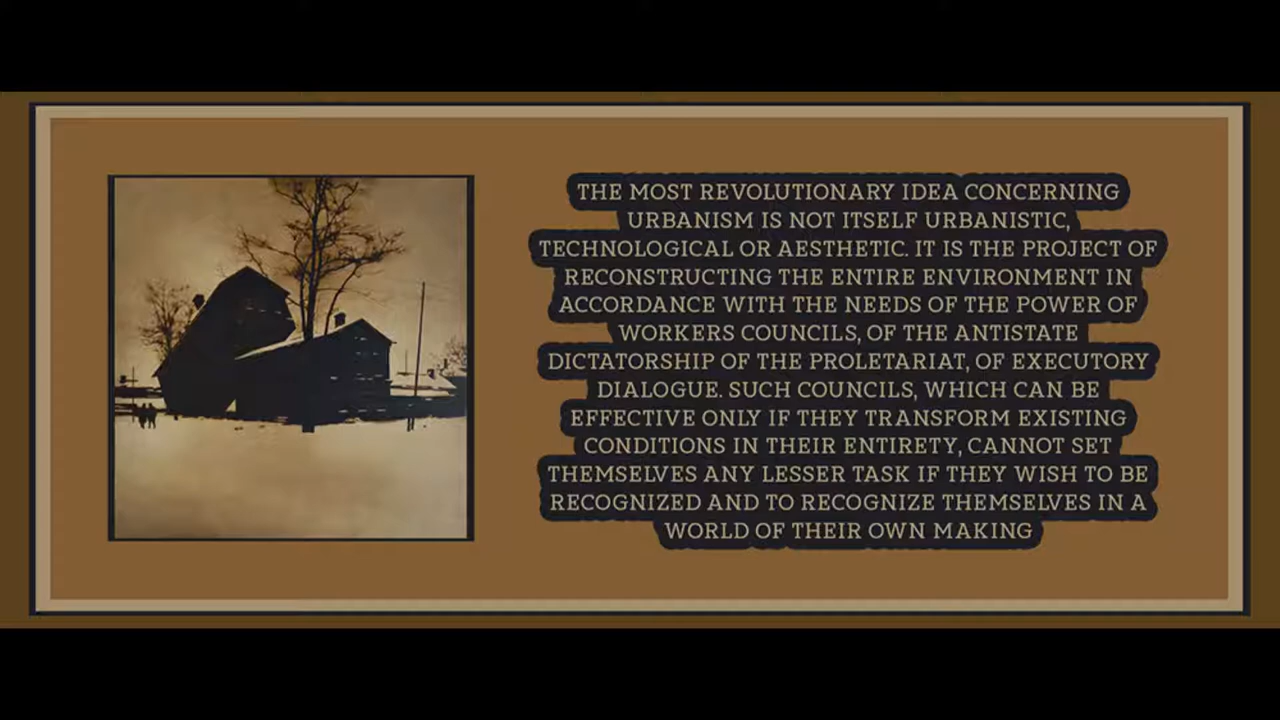 THE MOST REVOLUTIONARY IDEA CONCERNING
URBANISM IS NOT ITSELF URBANISTIC,
TECHNOLOGICAL OR AESTHETIC. IT IS THE PROJECT OF
RECONSTRUCTING THE ENTIRE ENVIRONMENT IN
ACCORDANCE WITH THE NEEDS OF THE POWER OF
WORKERS COUNCILS, OF THE ANTISTATE
DICTATORSHIP OF THE PROLETARIAT, OF EXECUTORY
DIALOGUE. SUCH COUNCILS, WHICH CAN BE
EFFECTIVE ONLY IF THEY TRANSFORM EXISTING
CONDITIONS IN THEIR ENTIRETY, CANNOT SET
THEMSELVES ANY LESSER TASK IF THEY WISH TO BE
RECOGNIZED AND TO RECOGNIZE THEMSELVES IN A
WORLD OF THEIR OWN MAKING